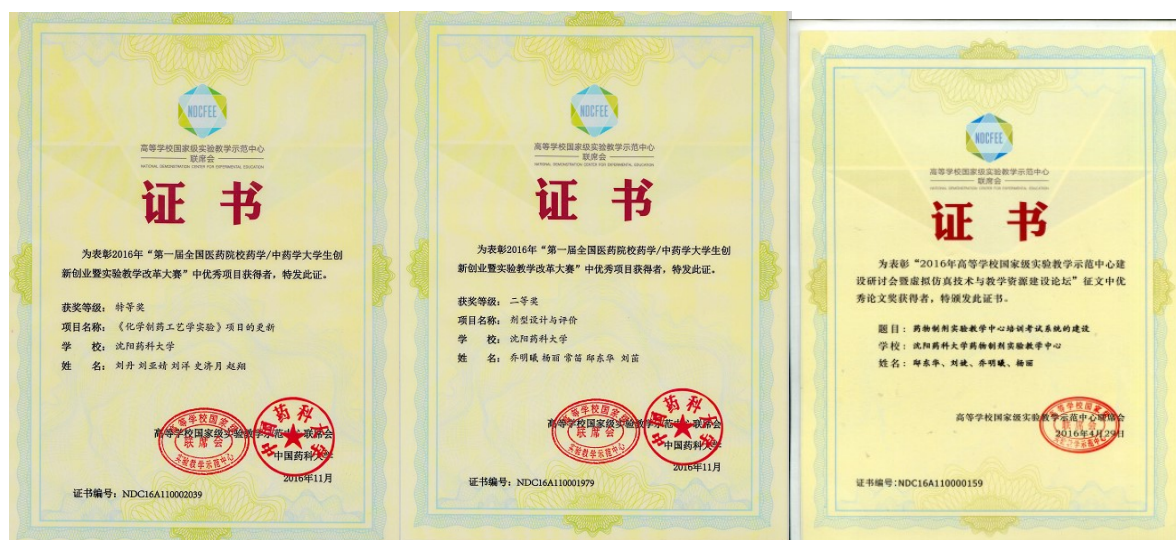 NDCFEE
高等学校国家级实验教学示范中心
联席会
NATIONAL DEMONSTRATION CENTER FOR EXPERIMENTAL EDUCATION
证 书
为表彰2016年“第一届全国医药院校药学/中药学大学生创
新创业暨实验教学改革大赛”中优秀项目获得者，特发此证。
获奖等级： 特等奖
项目名称： 《化学制药工艺学实验》项目的更新
学 校： 沈阳药科大学
姓 名： 刘丹 刘亚婧 刘洋 史济月 赵翔
高等学校国家级实验教学示范中心联席会
中国药科大学
2016年11月
证书编号：NDC16A110002039
NDCFEE
高等学校国家级实验教学示范中心
联席会
NATIONAL DEMONSTRATION CENTER FOR EXPERIMENTAL EDUCATION
证 书
为表彰2016年“第一届全国医药院校药学/中药学大学生创
新创业暨实验教学改革大赛”中优秀项目获得者，特发此证。
获奖等级： 二等奖
项目名称： 剂型设计与评价
学 校： 沈阳药科大学
姓 名： 乔明曦 杨丽 常笛 邸东华 刘苗
高等学校国家级实验教学示范中心联席会
中国药科大学
2016年11月
证书编号：NDC16A110001979
NDCFEE
高等学校国家级实验教学示范中心
联席会
NATIONAL DEMONSTRATION CENTER FOR EXPERIMENTAL EDUCATION
证 书
为表彰“2016年高等学校国家级实验教学示范中心建
设研讨会暨虚拟仿真技术与教学资源建设论坛”征文中优
秀论文奖获得者，特颁发此证书。
题目：药物制剂实验教学中心培训考试系统的建设
学校：沈阳药科大学药物制剂实验教学中心
姓名：邸东华、刘婕、乔明曦、杨丽
高等学校国家级实验教学示范中心联席会
2016年4月29日
证书编号:NDC16A110000159